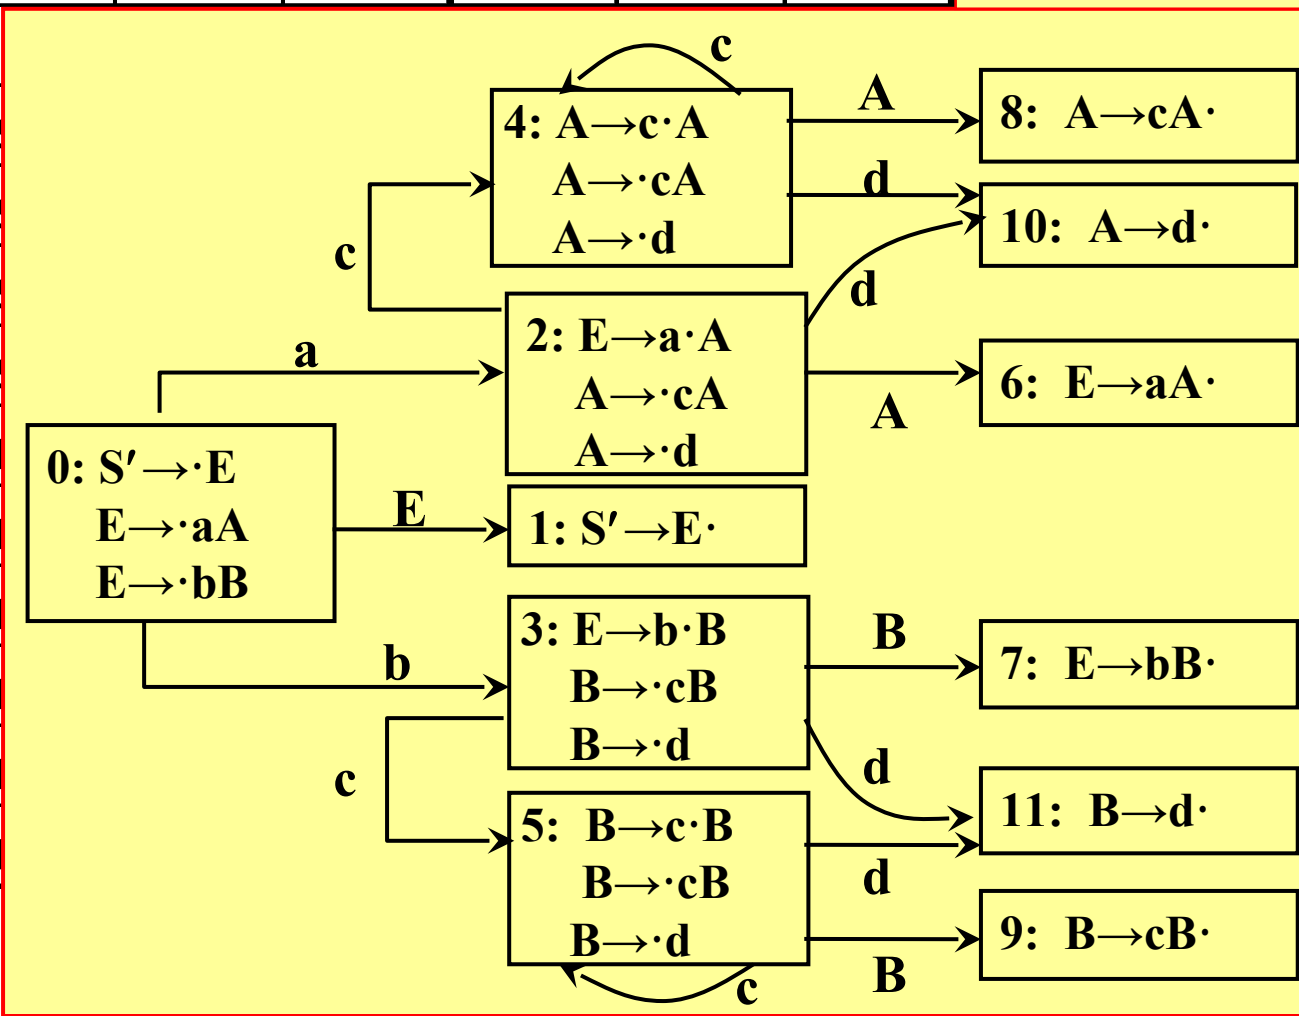 c
4: A→c·A
A→·cA
A→·d
A
8: A→cA·
d
10: A→d·
c
d
2: E→a·A
A→·cA
A→·d
a
A
6: E→aA·
0: S′→·E
E→·aA
E→·bB
E
1: S′→E·
b
3: E→b·B
B→·cB
B→·d
B
7: E→bB·
c
d
11: B→d·
5: B→c·B
B→·cB
B→·d
d
9: B→cB·
B
c